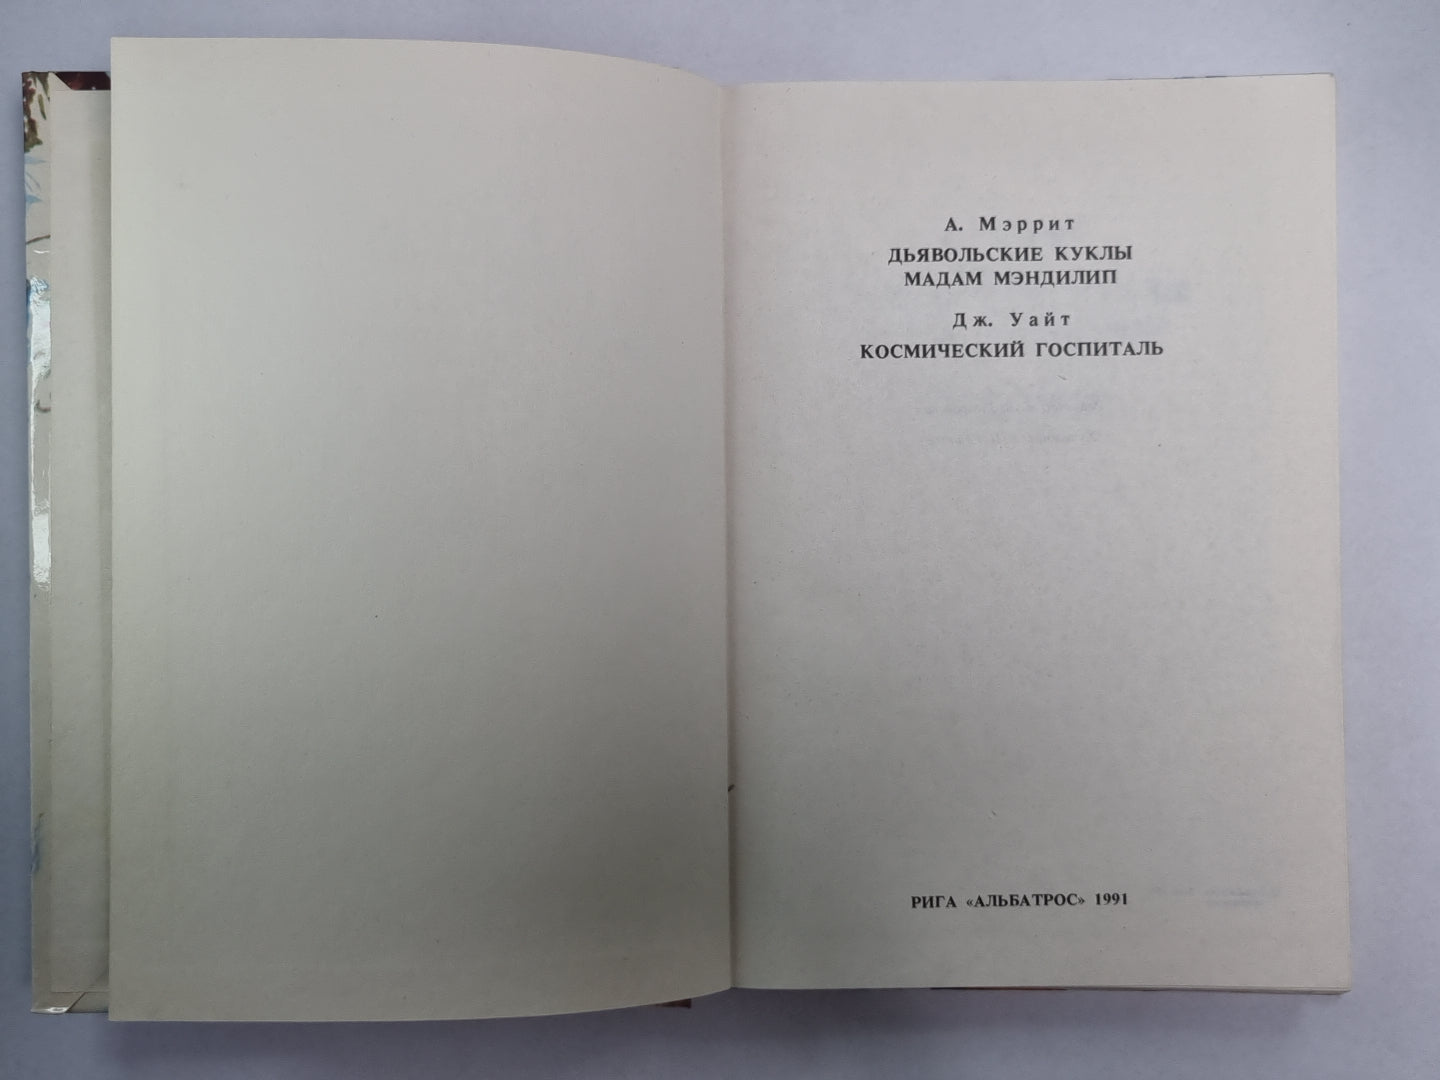 А. Мэррит
ДЬЯВОЛЬСКИЕ КУКЛЫ
МАДАМ МЭНДИЛИП
Дж. Уайт
КОСМИЧЕСКИЙ ГОСПИТАЛЬ
РИГА «АЛЬБАТРОС» 1991